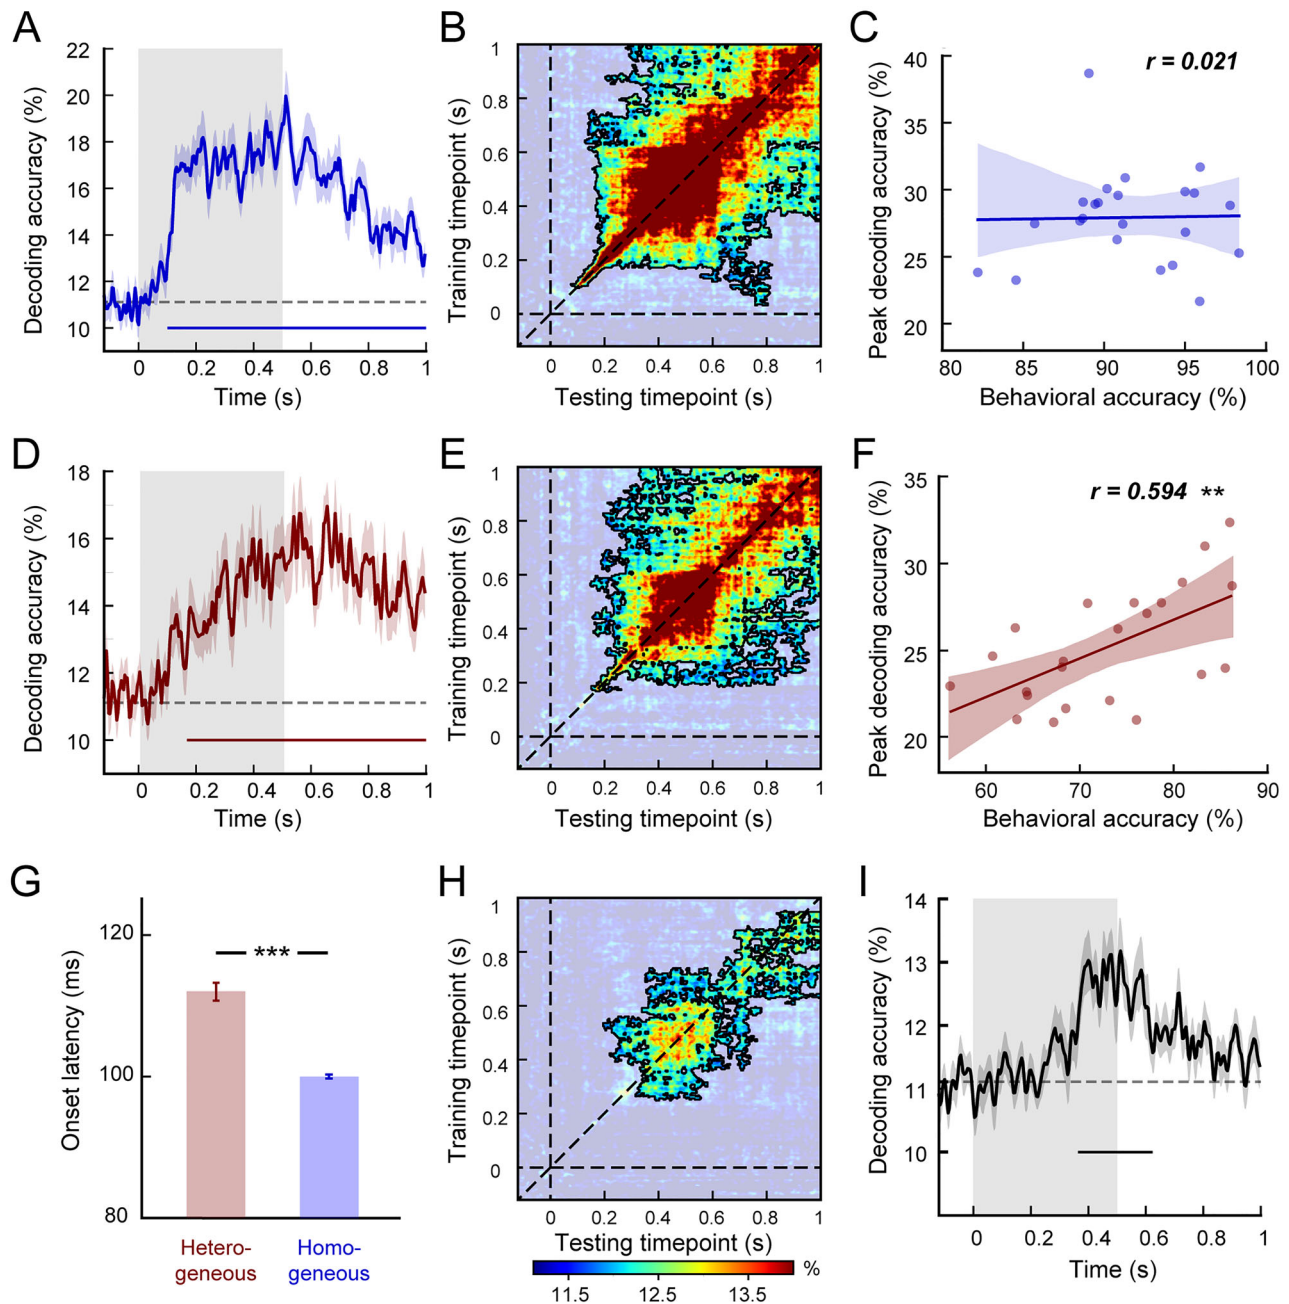 A
Decoding accuracy (%)
22
20
18
16
14
12
10
0 0.2 0.4 0.6 0.8 1
Time (s)
B
Training timepoint (s)
1
0.8
0.6
0.4
0.2
0
0 0.2 0.4 0.6 0.8 1
Testing timepoint (s)
C
Peak decoding accuracy (%)
r = 0.021
40
35
30
25
20
80 85 90 95 100
Behavioral accuracy (%)
D
Decoding accuracy (%)
18
16
14
12
10
0 0.2 0.4 0.6 0.8 1
Time (s)
E
Training timepoint (s)
1
0.8
0.6
0.4
0.2
0
0 0.2 0.4 0.6 0.8 1
Testing timepoint (s)
F
Peak decoding accuracy (%)
r = 0.594 **
35
30
25
20
60 70 80 90
Behavioral accuracy (%)
G
Onset latency (ms)
120
100
80
***
Hetero-
geneous
Homo-
geneous
H
Training timepoint (s)
1
0.8
0.6
0.4
0.2
0
0 0.2 0.4 0.6 0.8 1
Testing timepoint (s)
%
11.5 12.5 13.5
I
Decoding accuracy (%)
14
13
12
11
10
0 0.2 0.4 0.6 0.8 1
Time (s)